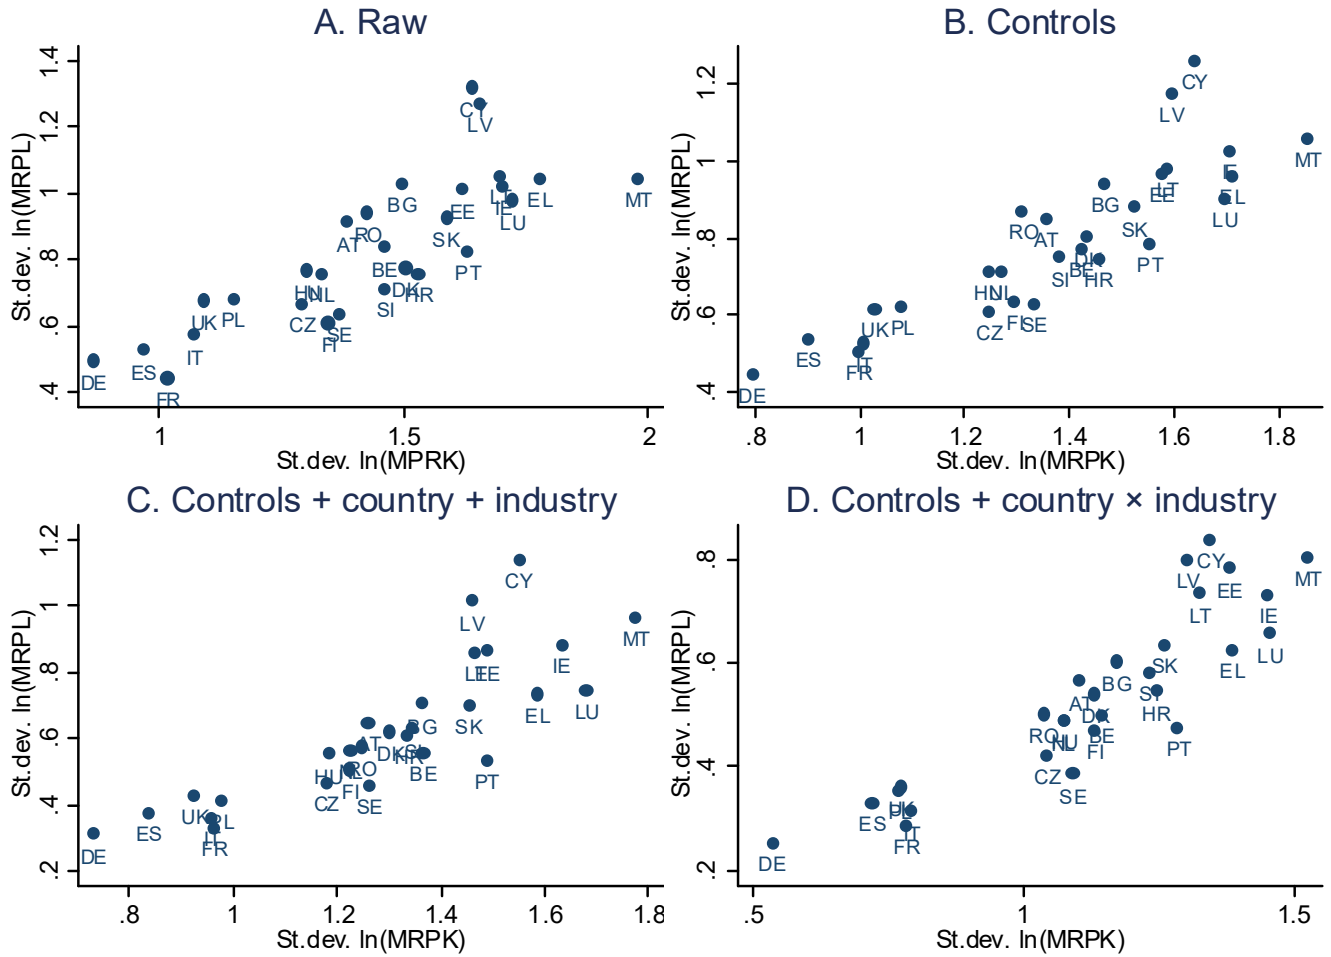 A. Raw
St.dev. ln(MRPL)
1.4
1.2
1
.8
.6
.4
CY
LV
BG
EE
LT
IE
LU
EL
MT
AT
RO
SK
BE
PT
HU
NL
DK
HR
SI
UK
PL
CZ
SE
FI
IT
ES
DE
FR
1
1.5
2
St.dev. ln(MPRK)
B. Controls
St.dev. ln(MRPL)
1.2
1
.8
.6
.4
CY
LV
MT
IE
LT
EE
EL
BG
LU
RO
AT
SK
DK
BE
PT
SI
HR
HU
NL
UK
PL
CZ
FI
SE
ES
IT
FR
DE
.8
1
1.2
1.4
1.6
1.8
St.dev. ln(MRPK)
C. Controls + country + industry
St.dev. ln(MRPL)
1.2
1
.8
.6
.4
.2
CY
LV
MT
IE
LT
EE
EL
LU
BG
SK
AT
DK
SI
HR
BE
NL
RO
HU
PT
FI
CZ
SE
UK
PL
ES
IT
FR
DE
.8
1
1.2
1.4
1.6
1.8
St.dev. ln(MRPK)
D. Controls + country × industry
St.dev. ln(MRPL)
.8
.6
.4
.2
CY
LV
EE
MT
LT
IE
LU
EL
SK
BG
SI
HR
AT
DK
RO
HU
NL
BE
FI
PT
CZ
SE
UK
PL
ES
IT
FR
DE
.5
1
1.5
St.dev. ln(MRPK)